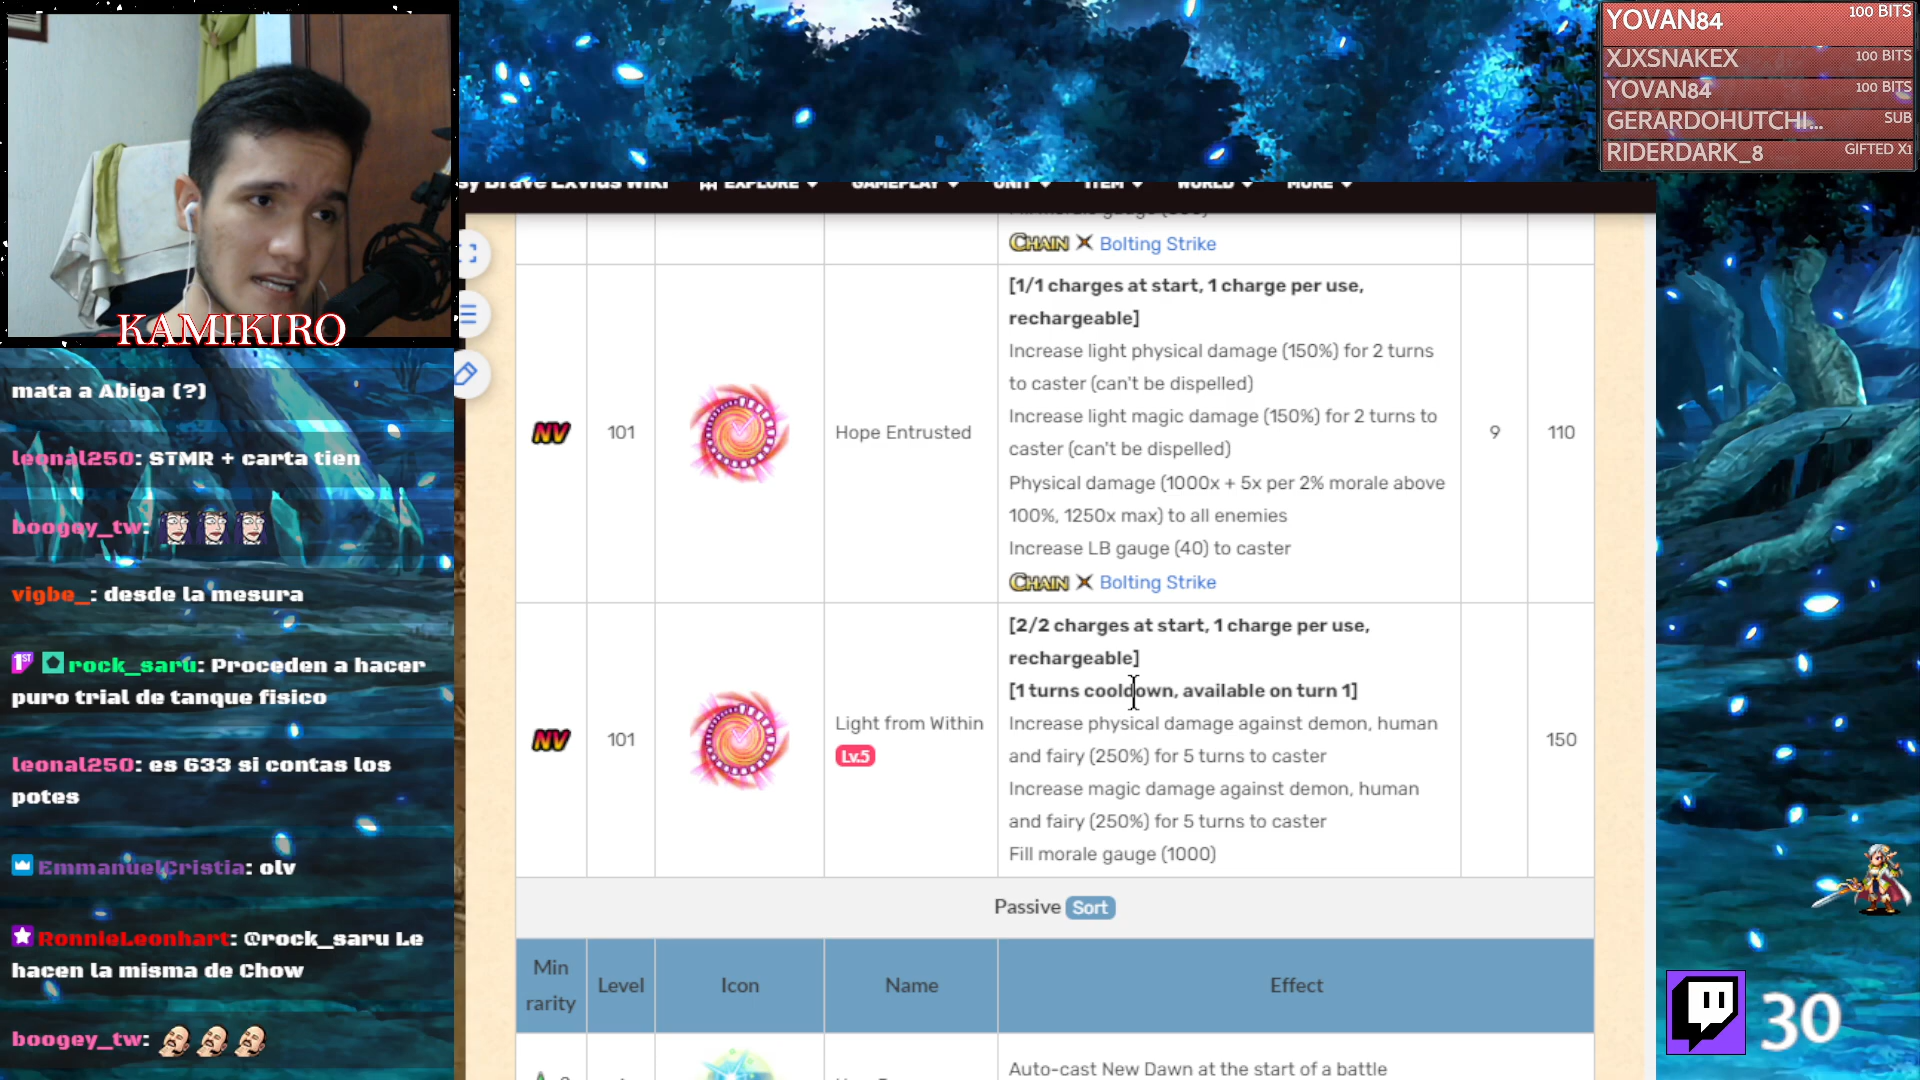 YOVAN84 100 BITS
XJXSNAKEX 100 BITS
YOVAN84 100 BITS
GERARDOHUTCHI... SUB
RIDERDARK_8 GIFTED X1
KAMIKIRO
mata a Abiga (?)
leonal250: STMR + carta tien
boogey_tw:
vigbe_: desde la mesura
1ST rock_saru: Proceden a hacer
puro trial de tanque fisico
leonal250: es 633 si contas los
potes
EmmanuelCristia: olv
RonnieLeonhart: @rock_saru Le
hacen la misma de Chow
boogey_tw:
Brave Exvius Wiki EXPLORE GAMEPLAY UNIT ITEM WORLD MORE
CHAIN Bolting Strike
NV 101 Hope Entrusted
[1/1 charges at start, 1 charge per use,
rechargeable]
Increase light physical damage (150%) for 2 turns
to caster (can't be dispelled)
Increase light magic damage (150%) for 2 turns to
caster (can't be dispelled)
Physical damage (1000x + 5x per 2% morale above
100%, 1250x max) to all enemies
Increase LB gauge (40) to caster
CHAIN Bolting Strike
9 110
NV 101 Light from Within
Lv.5
[2/2 charges at start, 1 charge per use,
rechargeable]
[1 turns cooldown, available on turn 1]
Increase physical damage against demon, human
and fairy (250%) for 5 turns to caster
Increase magic damage against demon, human
and fairy (250%) for 5 turns to caster
Fill morale gauge (1000)
150
Passive Sort
Min
rarity
Level Icon Name Effect
Auto-cast New Dawn at the start of a battle
30